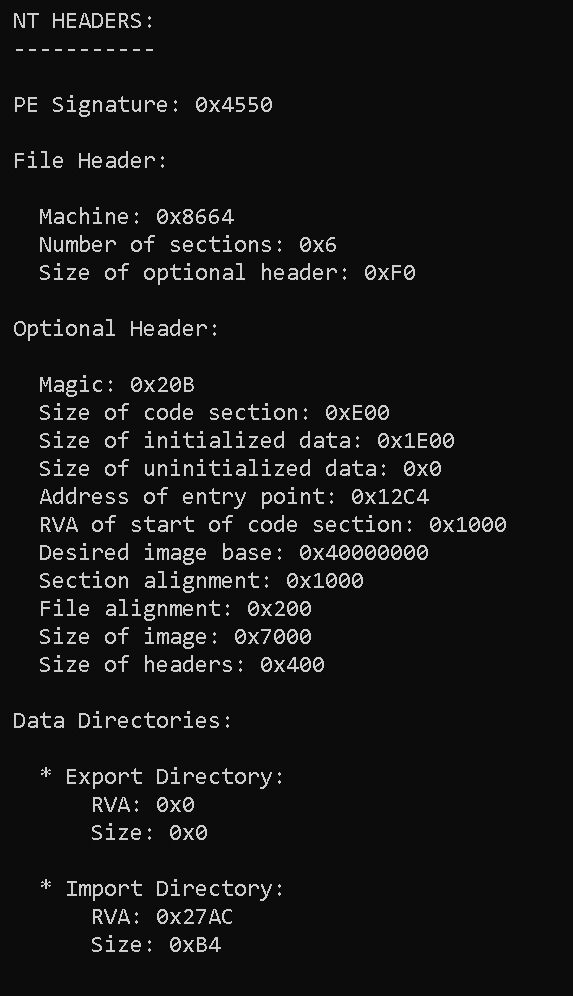 NT HEADERS:
-----------
PE Signature: 0x4550
File Header:
Machine: 0x8664
Number of sections: 0x6
Size of optional header: 0xF0
Optional Header:
Magic: 0x20B
Size of code section: 0xE00
Size of initialized data: 0x1E00
Size of uninitialized data: 0x0
Address of entry point: 0x12C4
RVA of start of code section: 0x1000
Desired image base: 0x40000000
Section alignment: 0x1000
File alignment: 0x200
Size of image: 0x7000
Size of headers: 0x400
Data Directories:
* Export Directory:
RVA: 0x0
Size: 0x0
* Import Directory:
RVA: 0x27AC
Size: 0xB4